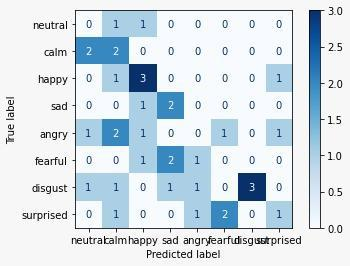 neutral 0 1 1 0 0 0 0 0
calm 2 2 0 0 0 0 0 0
happy 0 1 3 0 0 0 0 1
sad 0 0 1 2 0 0 0 0
angry 1 2 1 0 0 1 0 1
fearful 0 0 1 2 1 0 0 0
disgust 1 1 0 1 1 0 3 0
surprised 0 1 0 0 1 2 0 1
neutral calm happy sad angry fearful disgust surprised
Predicted label
True label
3.0
2.5
2.0
1.5
1.0
0.5
0.0